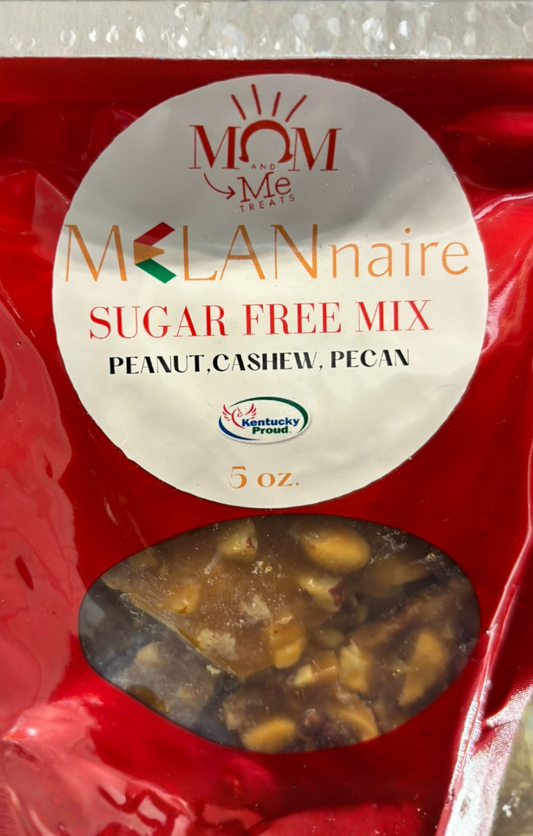 MOM
AND
Me
TREATS
MELANnaire
SUGAR FREE MIX
PEANUT,CASHEW, PECAN
Kentucky
Proud
5 oz.